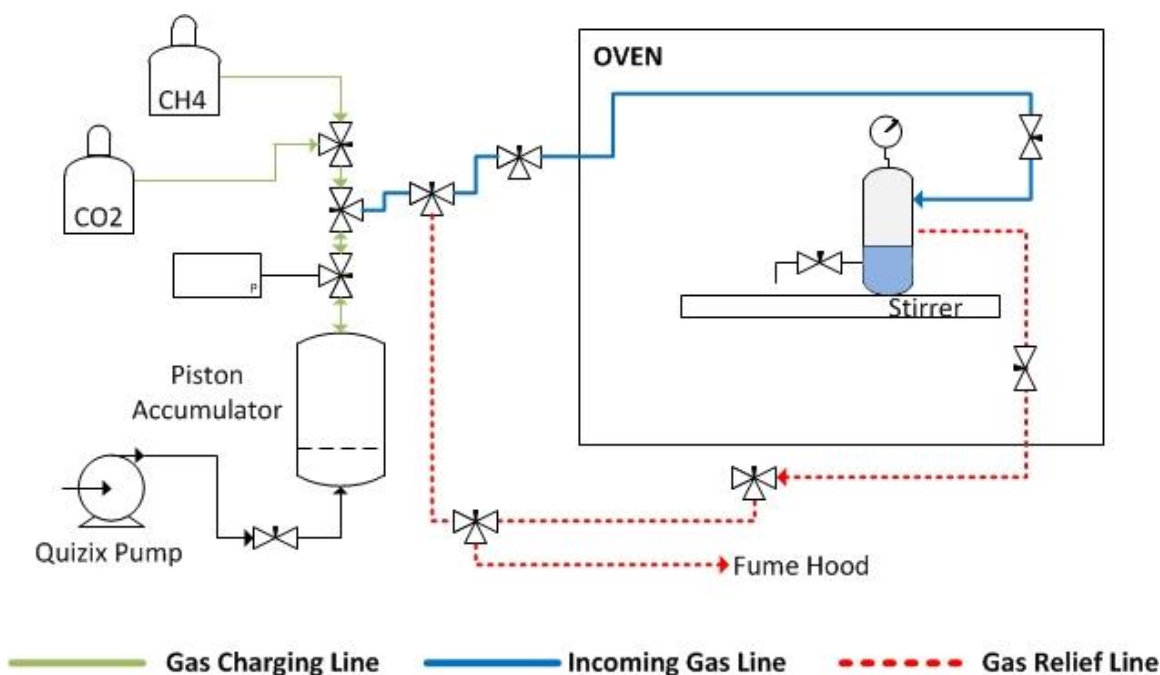 CH4
OVEN
CO2
P
Stirrer
Piston
Accumulator
Quizix Pump
Fume Hood
Gas Charging Line
Incoming Gas Line
Gas Relief Line